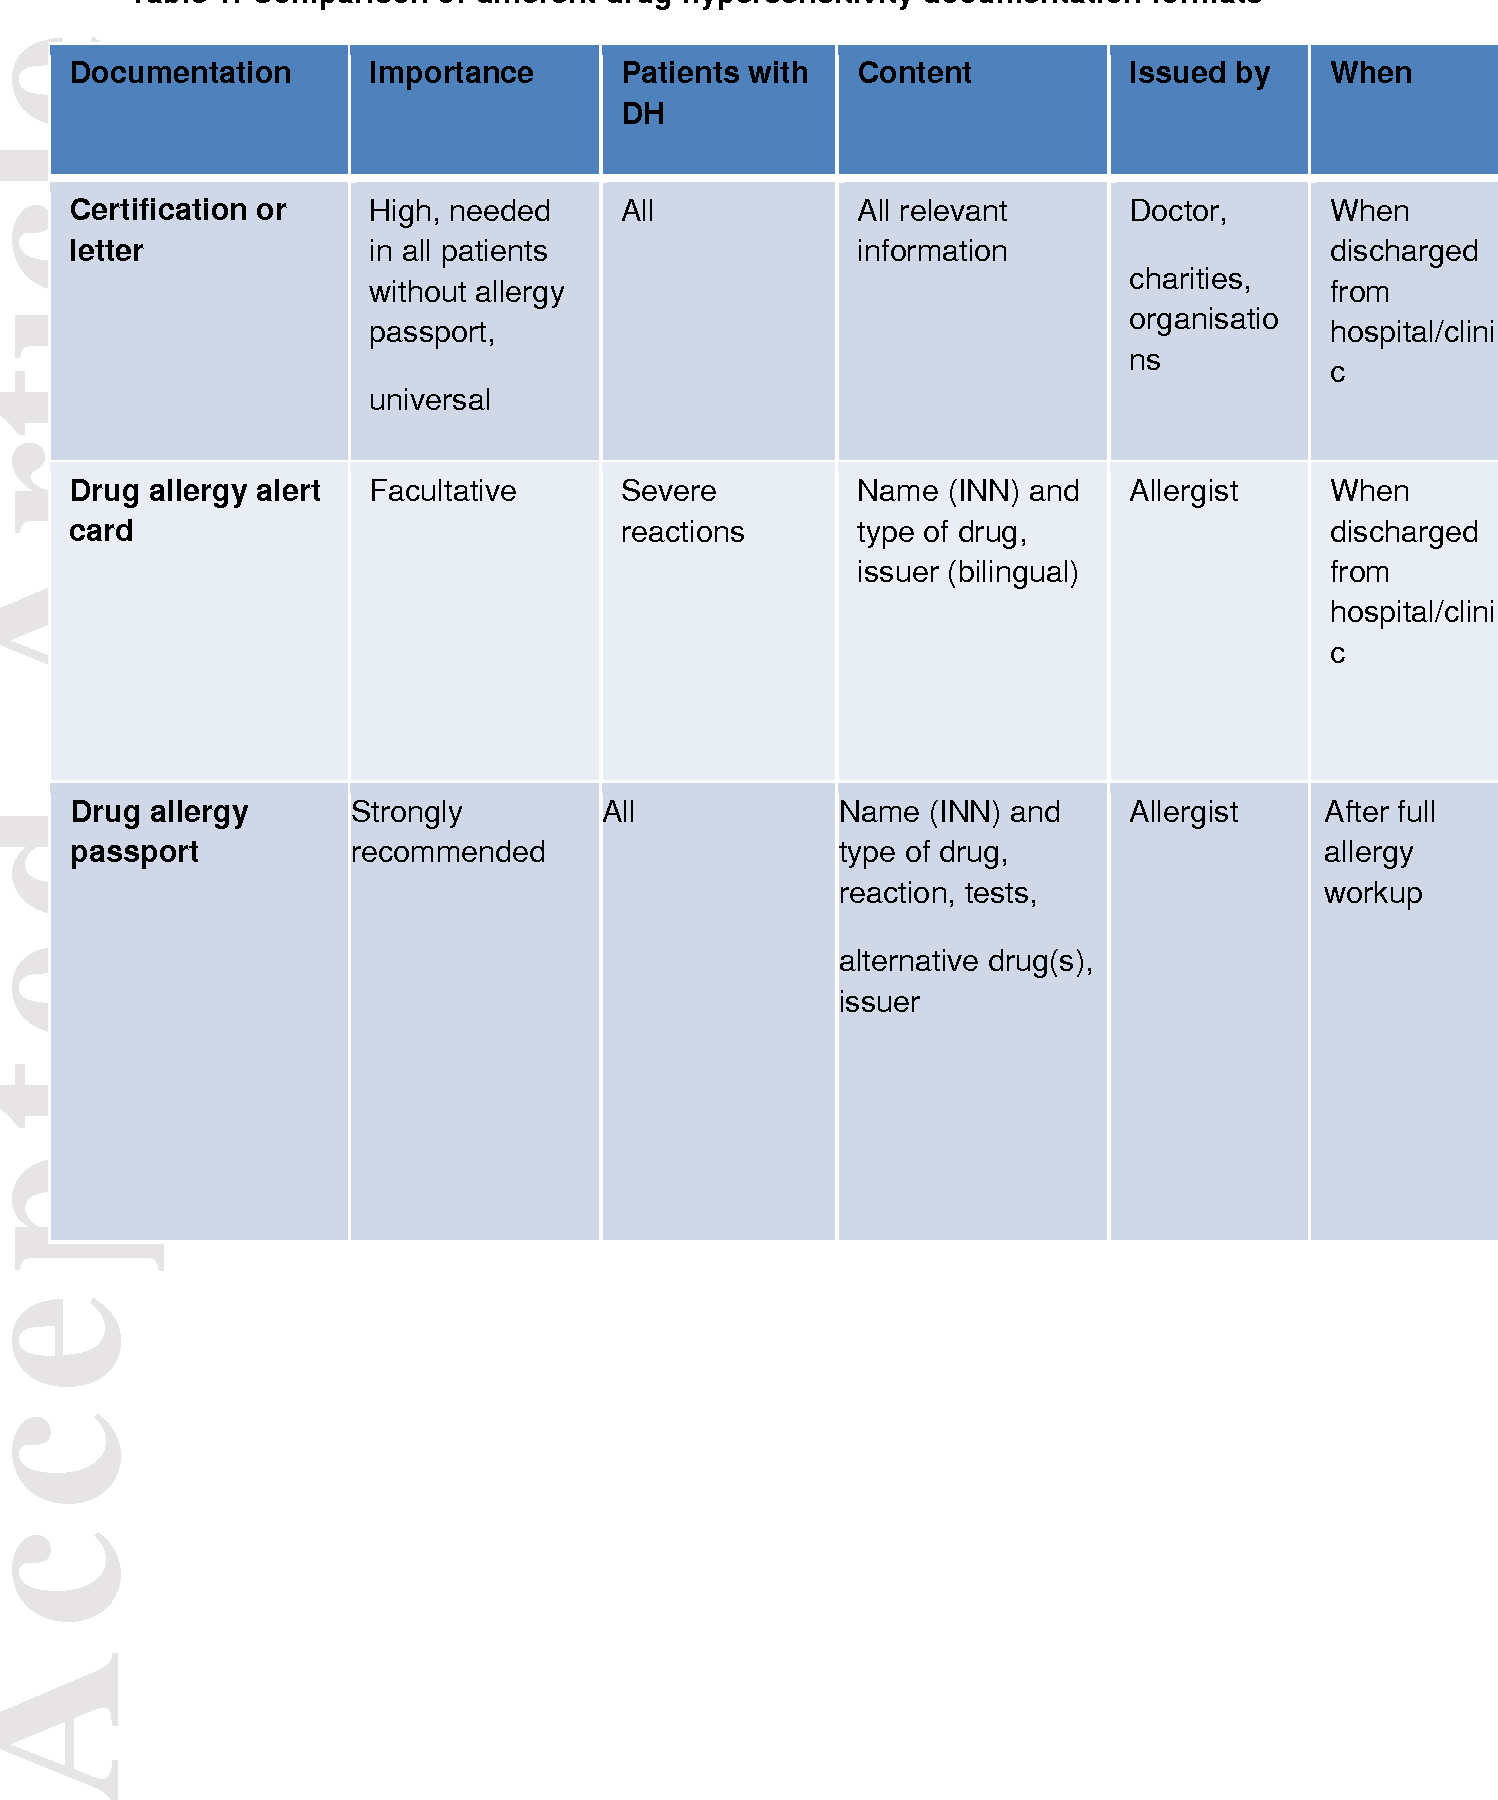 Table 1: Comparison of different drug hypersensitivity documentation formats
Documentation
Importance
Patients with
DH
Content
Issued by
When
Certification or
letter
High, needed
in all patients
without allergy
passport,
universal
All
All relevant
information
Doctor,
charities,
organisatio
ns
When
discharged
from
hospital/clini
c
Drug allergy alert
card
Facultative
Severe
reactions
Name (INN) and
type of drug,
issuer (bilingual)
Allergist
When
discharged
from
hospital/clini
c
Drug allergy
passport
Strongly
recommended
All
Name (INN) and
type of drug,
reaction, tests,
alternative drug(s),
issuer
Allergist
After full
allergy
workup
Accepted Article